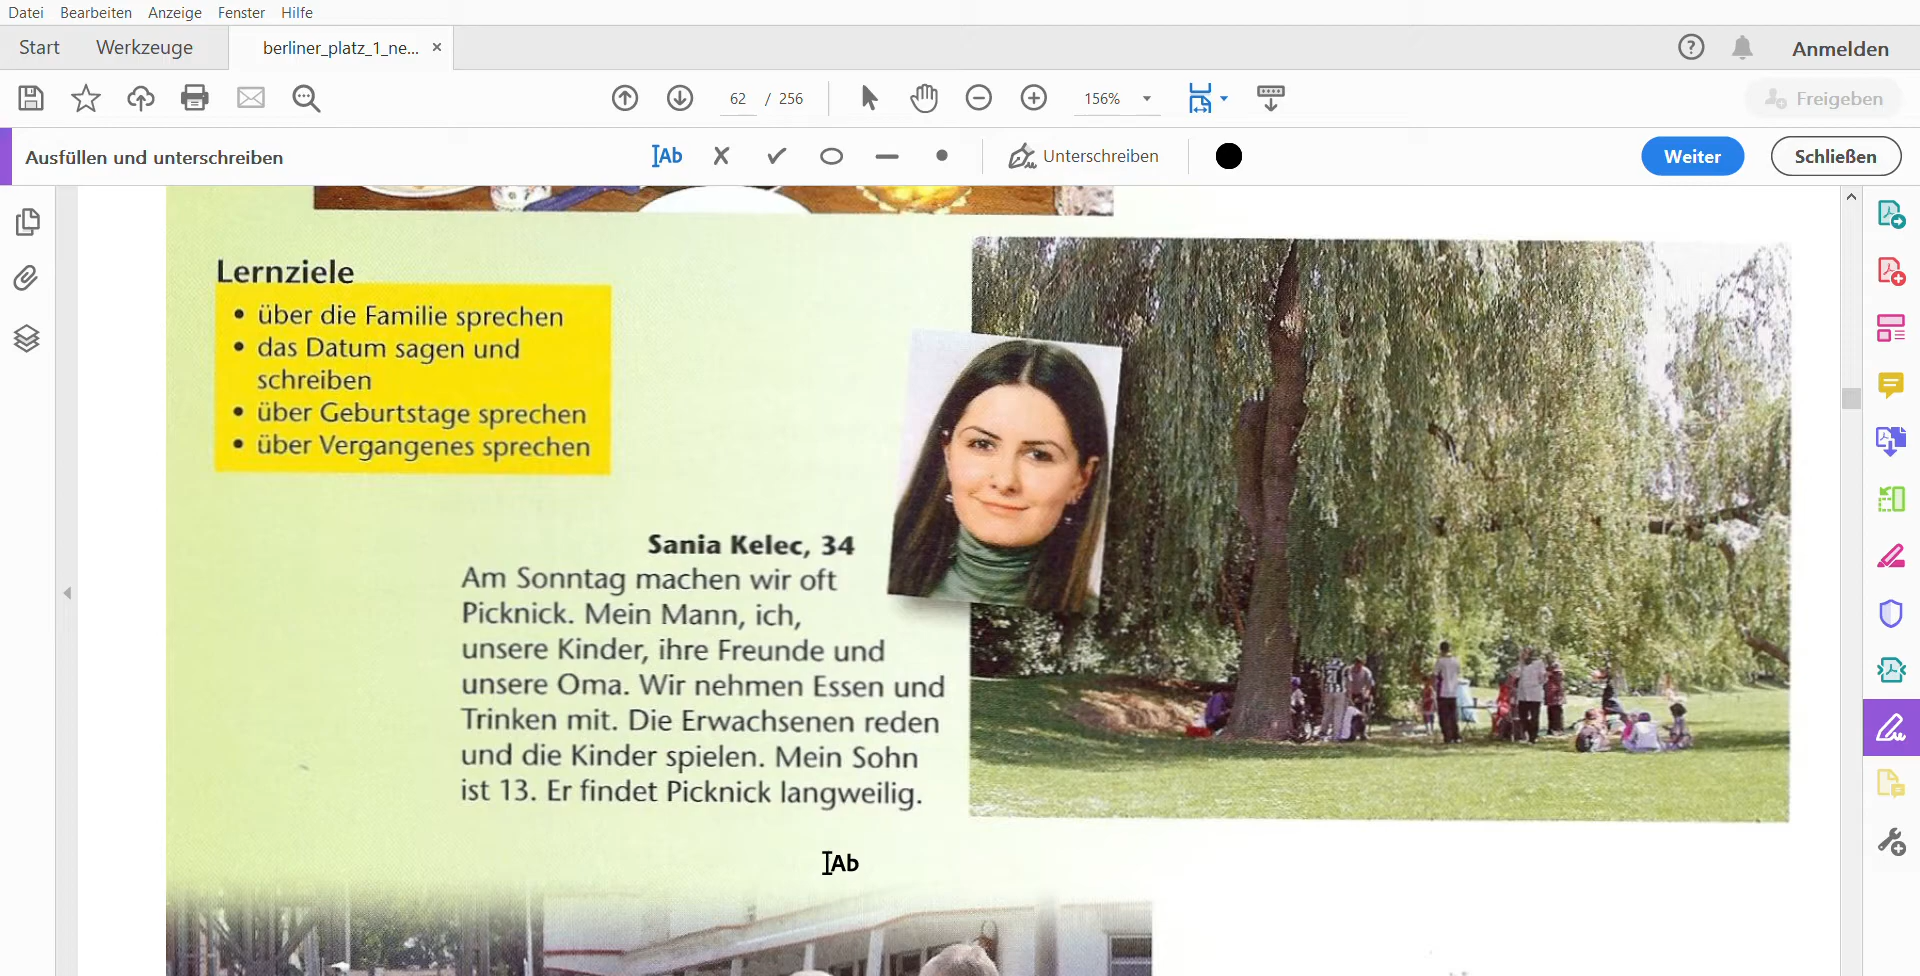 Datei Bearbeiten Anzeige Fenster Hilfe
Start Werkzeuge berliner_platz_1_ne... × Anmelden
62 / 256 156% Freigeben
Ausfüllen und unterschreiben Ab Unterschreiben Weiter Schließen
Lernziele
• über die Familie sprechen
• das Datum sagen und
schreiben
• über Geburtstage sprechen
• über Vergangenes sprechen
Sania Kelec, 34
Am Sonntag machen wir oft
Picknick. Mein Mann, ich,
unsere Kinder, ihre Freunde und
unsere Oma. Wir nehmen Essen und
Trinken mit. Die Erwachsenen reden
und die Kinder spielen. Mein Sohn
ist 13. Er findet Picknick langweilig.
Ab